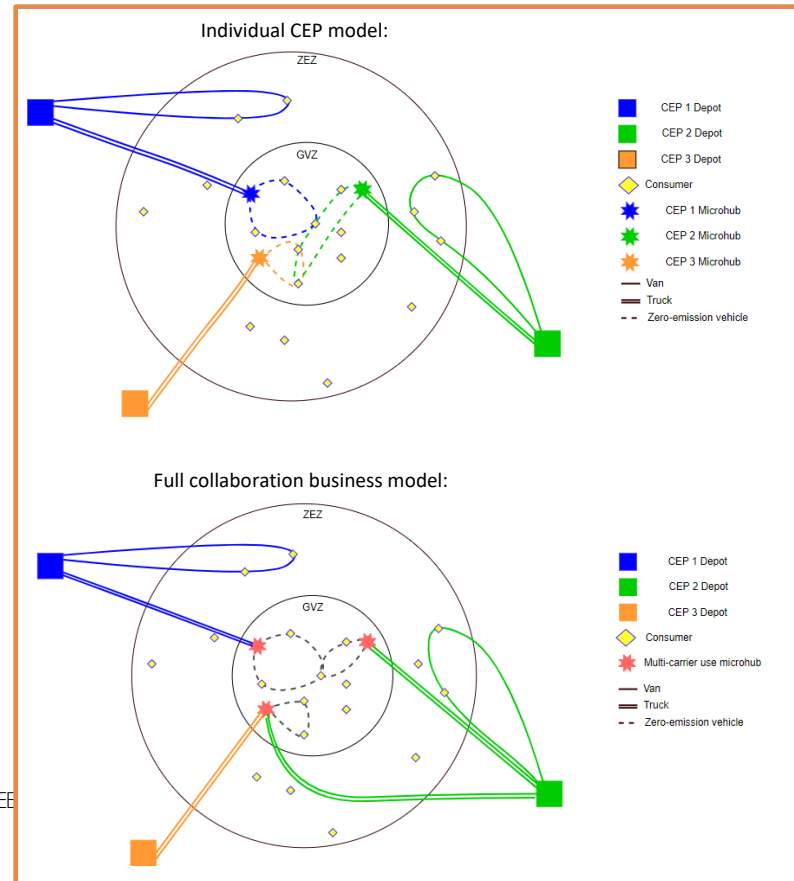 Individual CEP model:
ZEZ
GVZ
CEP 1 Depot
CEP 2 Depot
CEP 3 Depot
Consumer
CEP 1 Microhub
CEP 2 Microhub
CEP 3 Microhub
Van
Truck
Zero-emission vehicle
Full collaboration business model:
ZEZ
GVZ
CEP 1 Depot
CEP 2 Depot
CEP 3 Depot
Consumer
Multi-carrier use microhub
Van
Truck
Zero-emission vehicle